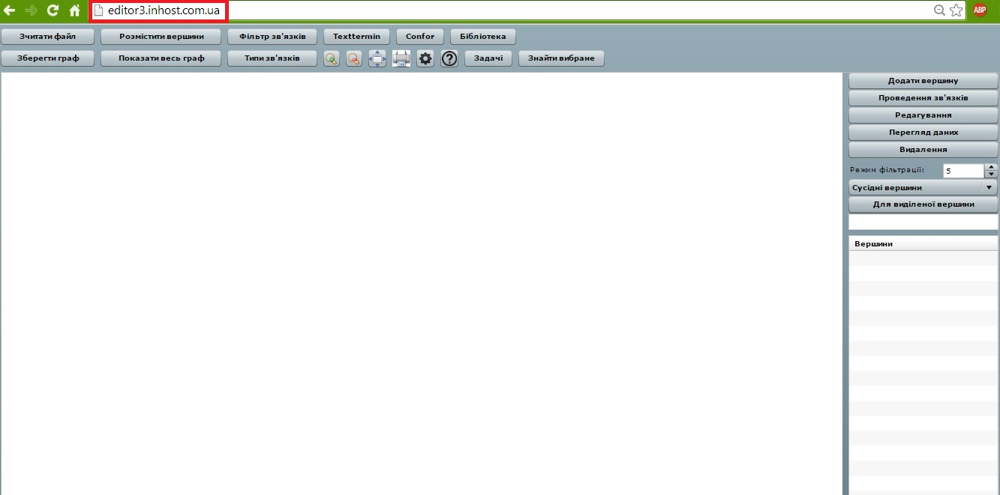 editor3.inhost.com.ua
ABP
Зчитати файл Розмістити вершини Фільтр зв'язків Texttermin Confor Бібліотека
Зберегти граф Показати весь граф Типи зв'язків Задачі Знайти вибране
Додати вершину
Проведення зв'язків
Редагування
Перегляд даних
Видалення
Режим фільтрації: 5
Сусідні вершини
Для виділеної вершини
Вершини